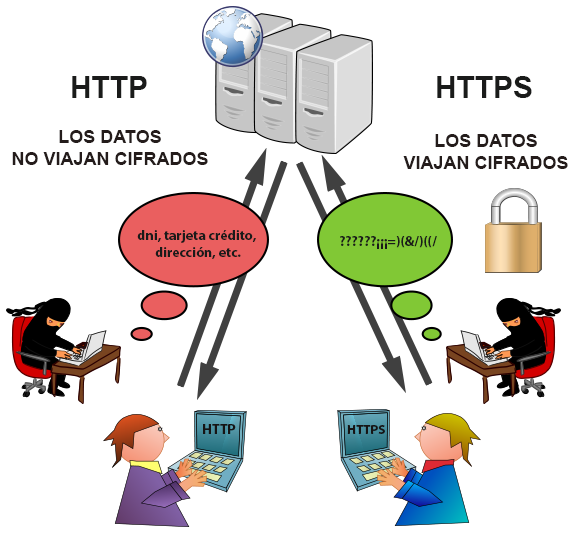 HTTP
LOS DATOS
NO VIAJAN CIFRADOS
HTTPS
LOS DATOS
VIAJAN CIFRADOS
dni, tarjeta crédito,
dirección, etc.
??????¡¡¡=)(&/)((/
HTTP
HTTPS